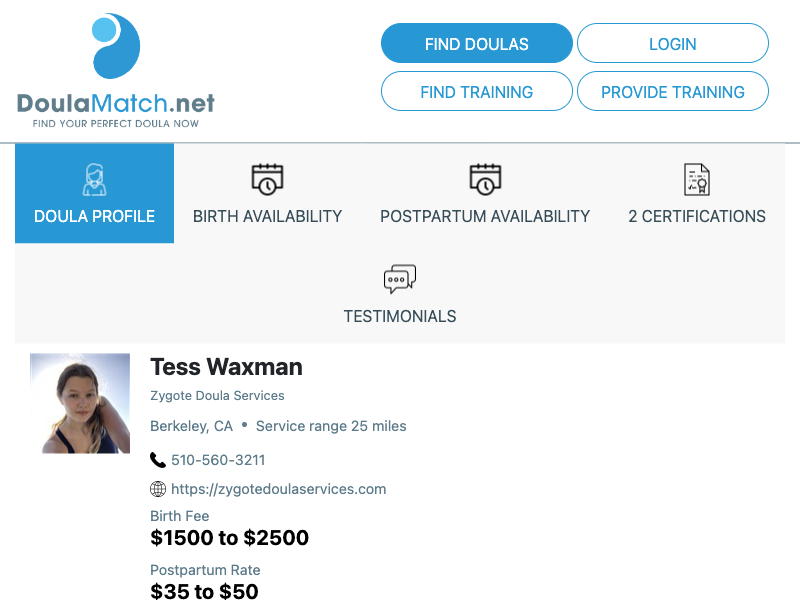 DoulaMatch.net
FIND YOUR PERFECT DOULA NOW
FIND DOULAS
LOGIN
FIND TRAINING
PROVIDE TRAINING
DOULA PROFILE
BIRTH AVAILABILITY
POSTPARTUM AVAILABILITY
2 CERTIFICATIONS
TESTIMONIALS
Tess Waxman
Zygote Doula Services
Berkeley, CA • Service range 25 miles
510-560-3211
https://zygotedoulaservices.com
Birth Fee
$1500 to $2500
Postpartum Rate
$35 to $50